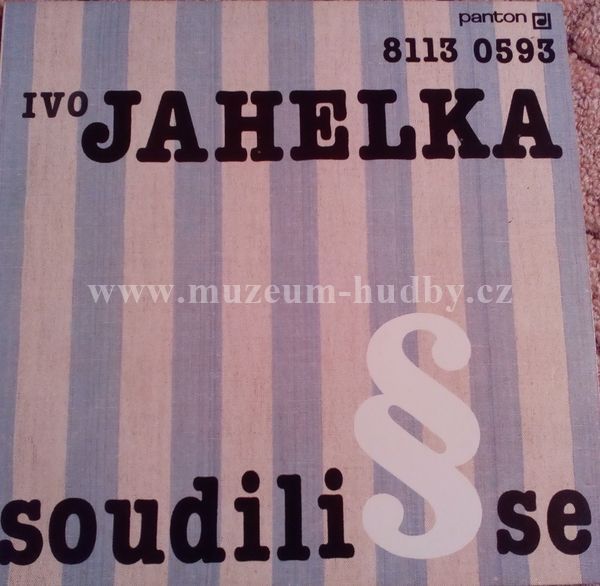 panton
8113 0593
IVO JAHELKA
www.muzeum-hudby.cz
soudili § se